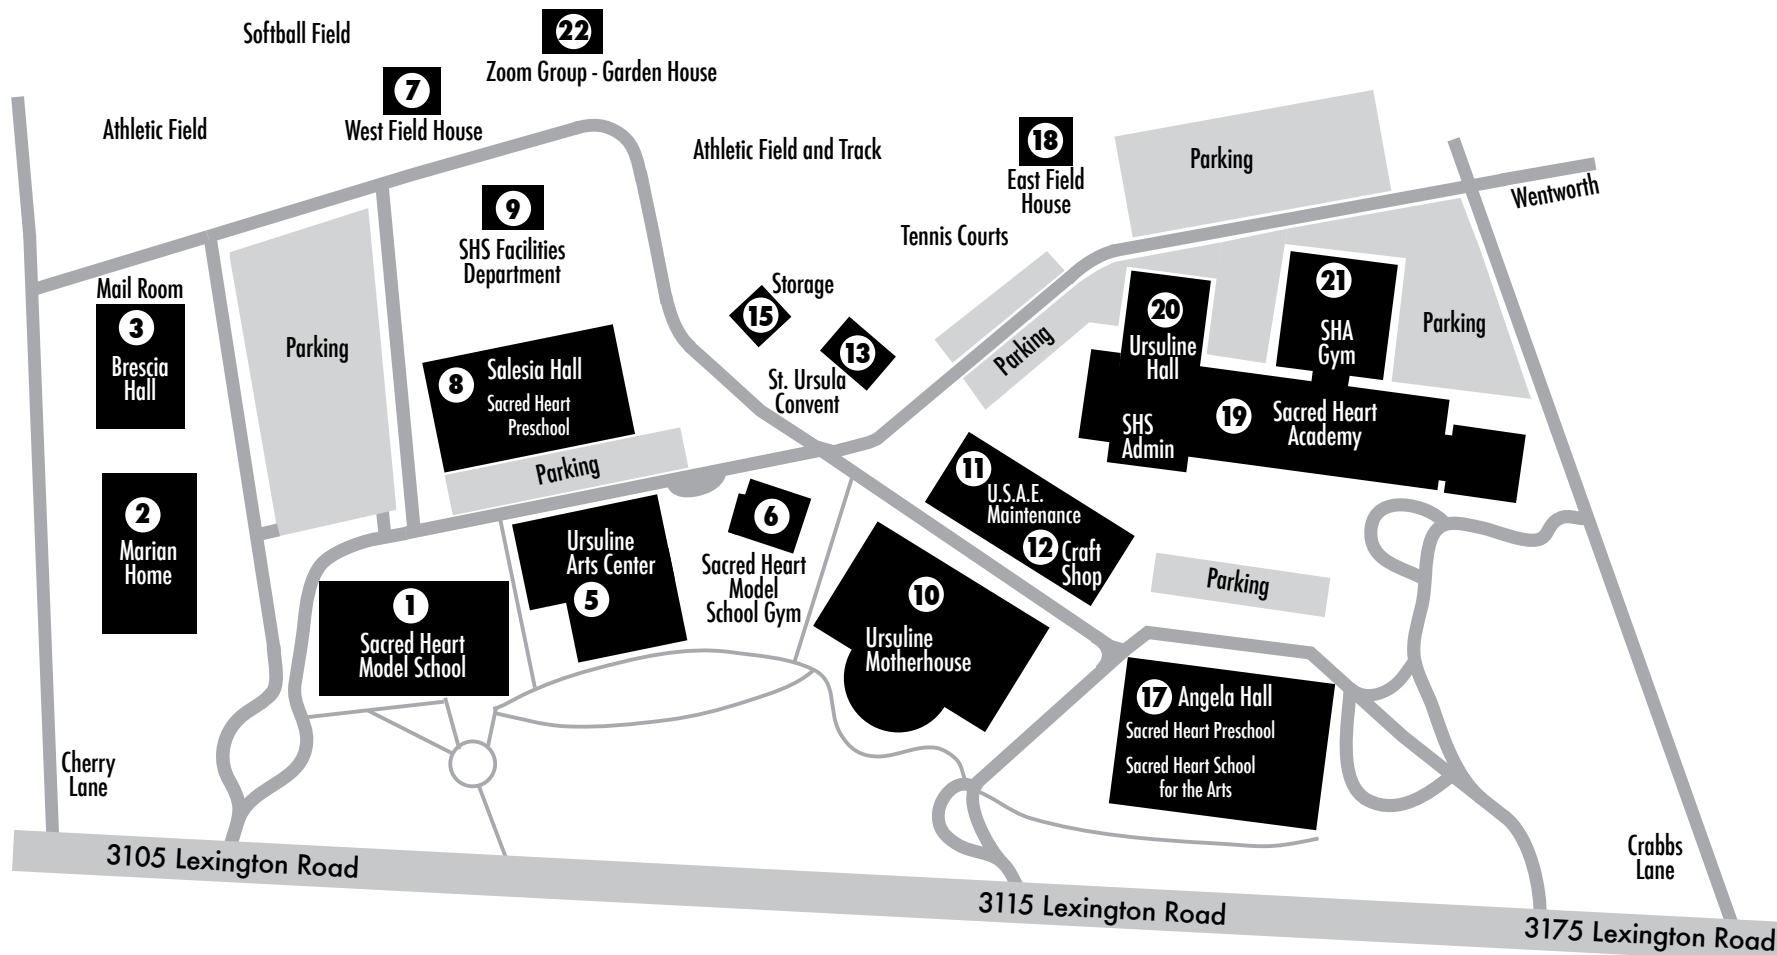 Softball Field
22
Zoom Group - Garden House
7
West Field House
Athletic Field
Athletic Field and Track
18
East Field
House
Parking
Wentworth
9
SHS Facilities
Department
Tennis Courts
Mail Room
3
Brescia
Hall
Parking
Storage
15
13
St. Ursula
Convent
Parking
20
Ursuline
Hall
21
SHA
Gym
Parking
8
Salesia Hall
Sacred Heart
Preschool
Parking
SHS
Admin
19
Sacred Heart
Academy
2
Marian
Home
Ursuline
Arts Center
5
6
Sacred Heart
Model
School Gym
11
U.S.A.E.
Maintenance
12
Craft
Shop
Parking
1
Sacred Heart
Model School
10
Ursuline
Motherhouse
17
Angela Hall
Sacred Heart Preschool
Sacred Heart School
for the Arts
Cherry
Lane
Crabbs
Lane
3105 Lexington Road
3115 Lexington Road
3175 Lexington Road